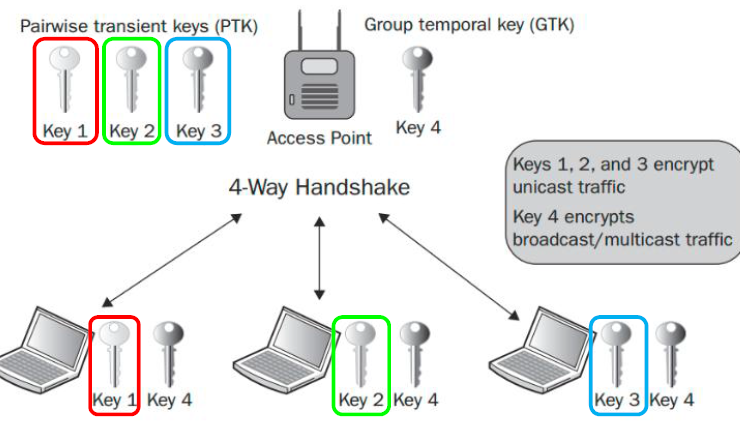 Pairwise transient keys (PTK)
Group temporal key (GTK)
Key 1
Key 2
Key 3
Access Point
Key 4
4-Way Handshake
Keys 1, 2, and 3 encrypt
unicast traffic
Key 4 encrypts
broadcast/multicast traffic
Key 1
Key 4
Key 2
Key 4
Key 3
Key 4